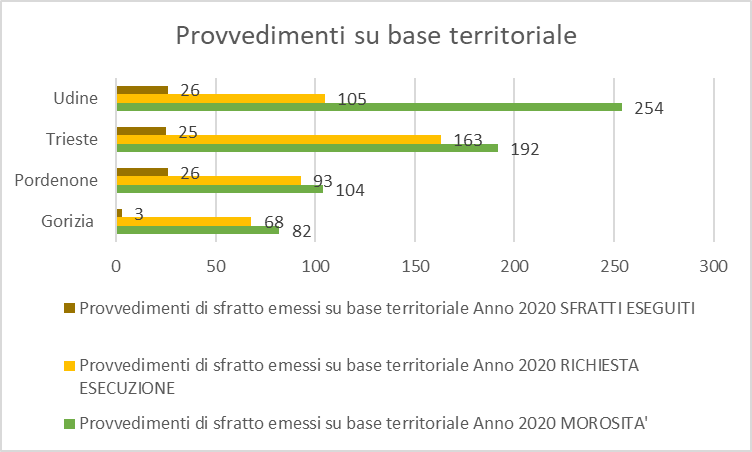 Provvedimenti su base territoriale
Udine
26
105
254
Trieste
25
163
192
Pordenone
26
93
104
Gorizia
3
68
82
0 50 100 150 200 250 300
Provvedimenti di sfratto emessi su base territoriale Anno 2020 SFRATTI ESEGUITI
Provvedimenti di sfratto emessi su base territoriale Anno 2020 RICHIESTA
ESECUZIONE
Provvedimenti di sfratto emessi su base territoriale Anno 2020 MOROSITA'